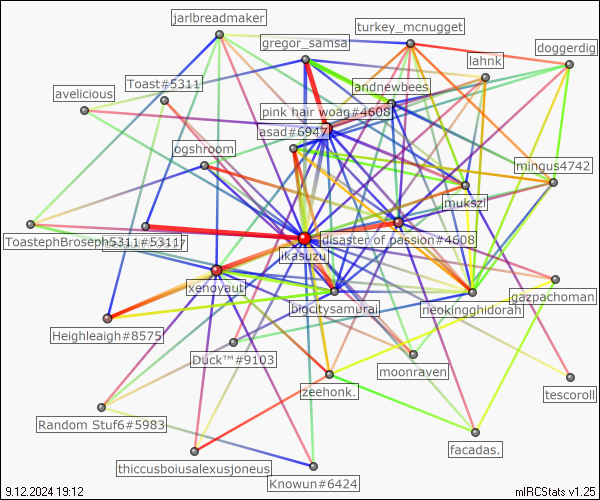 jarlbreadmaker
turkey_mcnugget
gregor_samsa
doggerdig
lahnk
Toast#5311
andnewbees
avelicious
pink hair woag#4608
asad#6947
ogshroom
mingus4742
mukszi
ToastephBroseph5311#5311
disaster of passion#4608
ikasuzu
xenoyaut
gazpachoman
bigcitysamurai
neokingghidorah
Heighleaigh#8575
Duck™#9103
moonraven
tescoroll
zeehonk.
Random Stuf6#5983
facadas.
thiccusboiusalexusjoneus
Knowun#6424
9.12.2024 19:12
mIRCStats v1.25